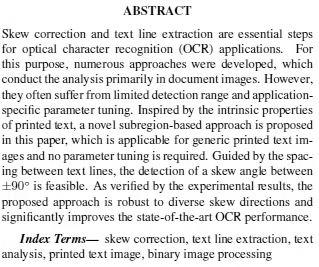 ABSTRACT
Skew correction and text line extraction are essential steps
for optical character recognition (OCR) applications. For
this purpose, numerous approaches were developed, which
conduct the analysis primarily in document images. However,
they often suffer from limited detection range and application-
specific parameter tuning. Inspired by the intrinsic properties
of printed text, a novel subregion-based approach is proposed
in this paper, which is applicable for generic printed text im-
ages and no parameter tuning is required. Guided by the spac-
ing between text lines, the detection of a skew angle between
±90° is feasible. As verified by the experimental results, the
proposed approach is robust to diverse skew directions and
significantly improves the state-of-the-art OCR performance.
Index Terms— skew correction, text line extraction, text
analysis, printed text image, binary image processing